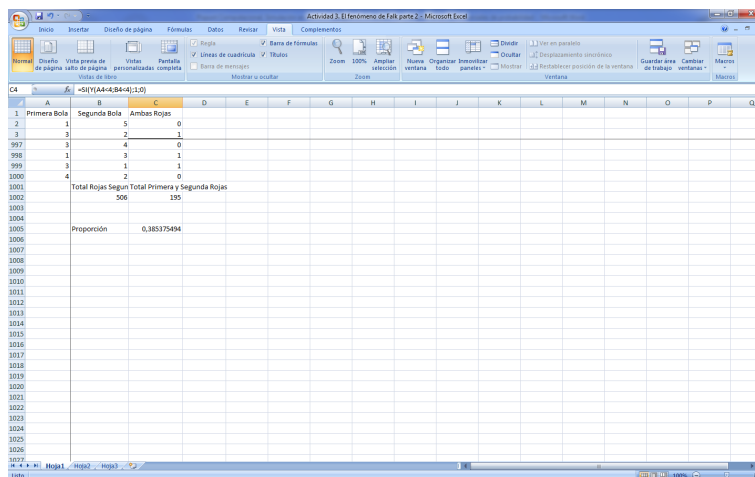 Actividad 3. El fenómeno de Falk parte 2 - Microsoft Excel
Inicio Insertar Diseño de página Fórmulas Datos Revisar Vista Complementos
Normal Diseño de página Vista previa de salto de página Vistas personalizadas Pantalla completa
Regla Barra de fórmulas
Líneas de cuadrícula Títulos
Barra de mensajes
Zoom 100% Ampliar selección
Nueva ventana Organizar todo Inmovilizar paneles
Dividir
Ocultar
Mostrar
Ver en paralelo
Desplazamiento sincrónico
Restablecer posición de la ventana
Guardar área de trabajo Cambiar ventanas Macros
Vistas de libro Mostrar u ocultar Zoom Ventana Macros
C4 fx =SI(Y(A4<4;B4<4);1;0)
A B C D E F G H I J K L M N O P Q
1 Primera Bola Segunda Bola Ambas Rojas
2 1 5 0
3 3 2 1
997 3 4 0
998 1 3 1
999 3 1 1
1000 4 2 0
1001 Total Rojas Segun Total Primera y Segunda Rojas
1002 506 195
1003
1004
1005 Proporción 0,385375494
1006
1007
1008
1009
1010
1011
1012
1013
1014
1015
1016
1017
1018
1019
1020
1021
1022
1023
1024
1025
1026
1027
Hoja1 Hoja2 Hoja3
Listo 100%